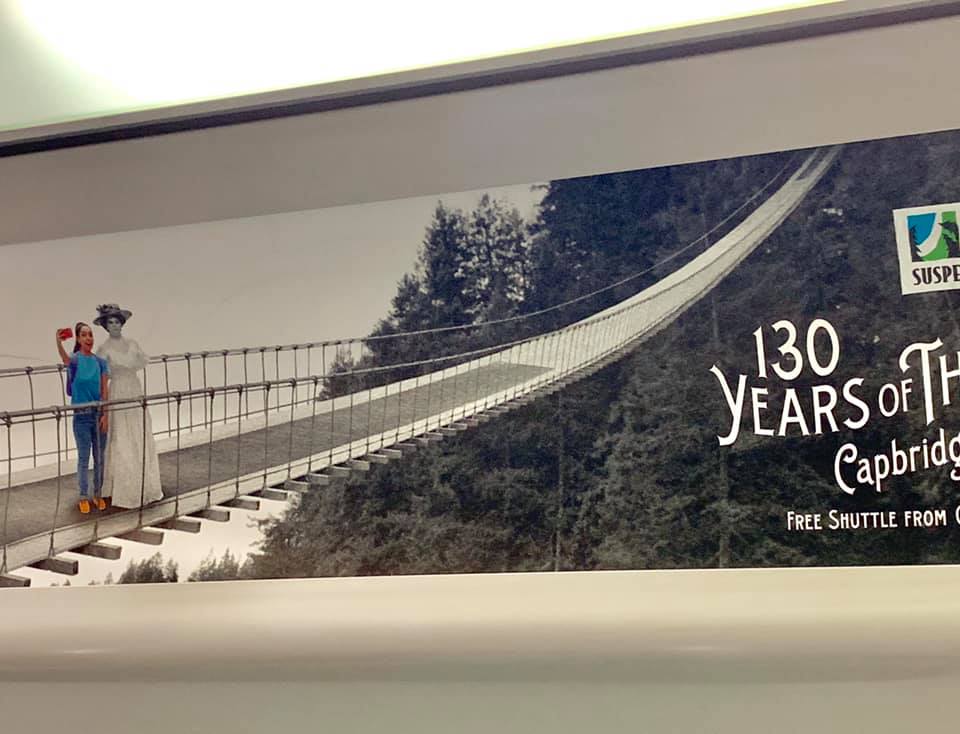 SUSPE
130
YEARS OF TH
Capbridg
FREE SHUTTLE FROM